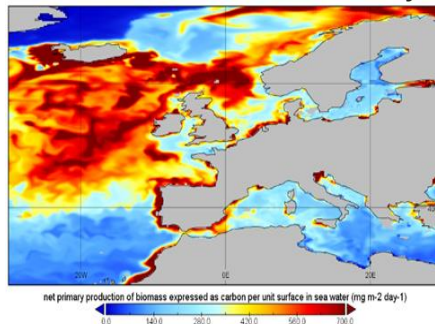 20W 0E 20E
net primary production of biomass expressed as carbon per unit surface in sea water (mg m-2 day-1)
0.0 140.0 280.0 420.0 560.0 700.0